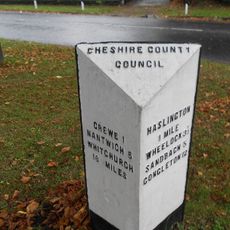 CHESHIRE COUNTY
COUNCIL
CREWE 1
NANTWICH 5
WHITCHURCH
16 MILES
HASLINGTON
1 MILE
WHEELOCK 3½
SANDBACH 5
CONGLETON 12